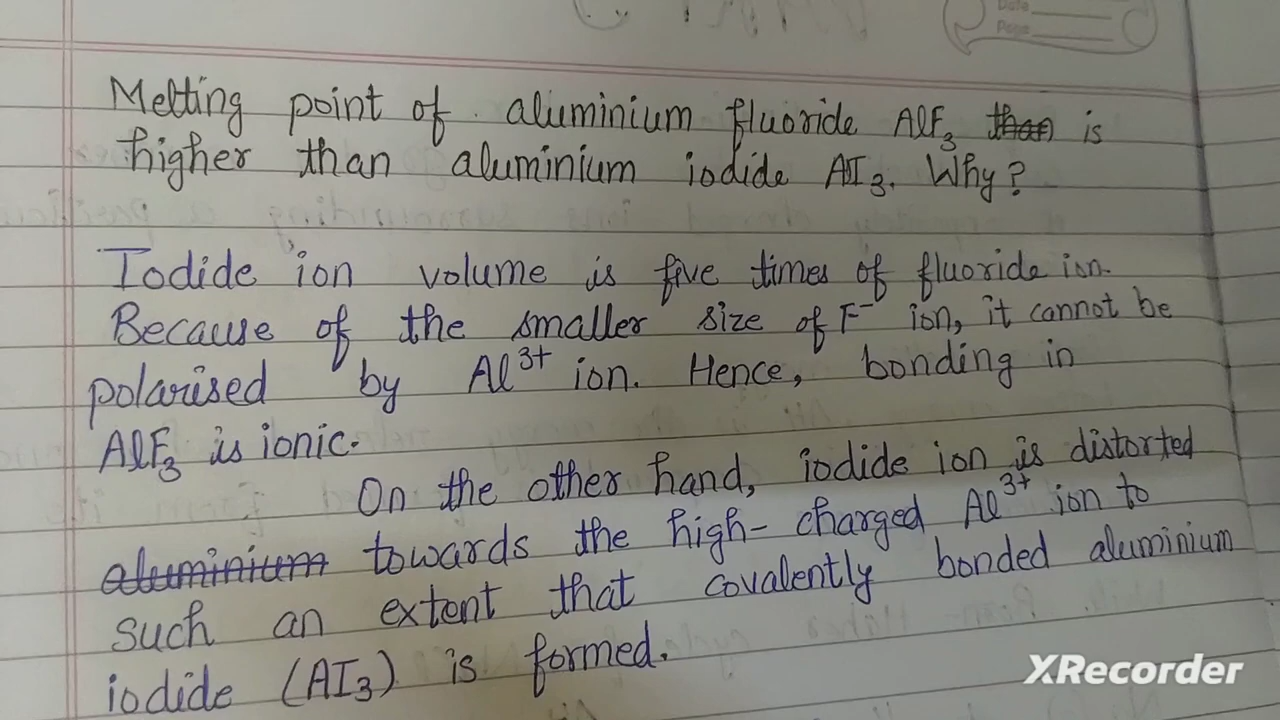 Date
Page
Melting point of aluminium fluoride AlF₃ ~~than~~ is
higher than aluminium iodide AI₃. Why?
Iodide ion volume is five times of fluoride ion.
Because of the smaller size of F⁻ ion, it cannot be
polarised by Al³⁺ ion. Hence, bonding in
AlF₃ is ionic.
On the other hand, iodide ion is distorted
~~aluminium~~ towards the high-charged Al³⁺ ion to
such an extent that covalently bonded aluminium
iodide (AI₃) is formed.
XRecorder